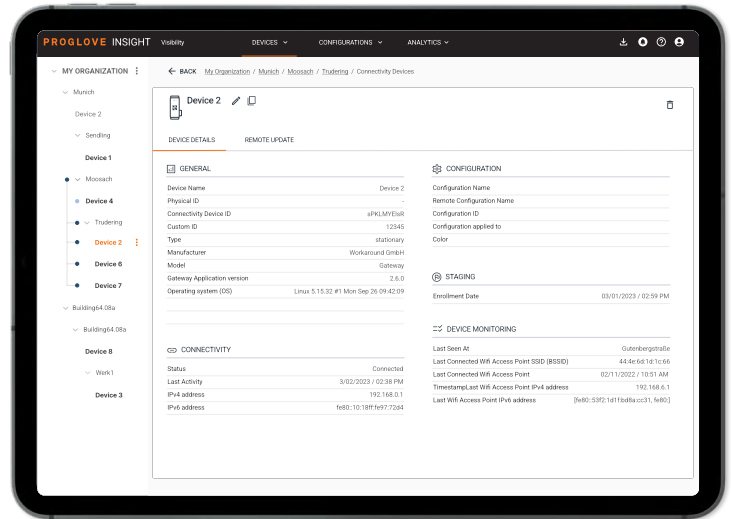 PROGLOVE INSIGHT Visibility DEVICES CONFIGURATIONS ANALYTICS
MY ORGANIZATION
Munich
Device 2
Sendling
Device 1
Moosach
Device 4
Trudering
Device 2
Device 6
Device 7
Building64.08a
Building64.08a
Device 8
Werk1
Device 3
BACK My Organization / Munich / Moosach / Trudering / Connectivity Devices
Device 2
DEVICE DETAILS REMOTE UPDATE
GENERAL
Device Name Device 2
Physical ID -
Connectivity Device ID sPKLMYElsR
Custom ID 12345
Type stationary
Manufacturer Workaround GmbH
Model Gateway
Gateway Application version 2.6.0
Operating system (OS) Linux 5.15.32 #1 Mon Sep 26 09:42:09
CONNECTIVITY
Status Connected
Last Activity 3/02/2023 / 02:38 PM
IPv4 address 192.168.0.1
IPv6 address fe80::10:18ff:fe97:72d4
CONFIGURATION
Configuration Name
Remote Configuration Name
Configuration ID
Configuration applied to
Color
STAGING
Enrollment Date 03/01/2023 / 02:59 PM
DEVICE MONITORING
Last Seen At Gutenbergstraße
Last Connected Wifi Access Point SSID (BSSID) 44:4e:6d:1d:1c:66
Last Connected Wifi Access Point 02/11/2022 / 10:51 AM
TimestampLast Wifi Access Point IPv4 address 192.168.6.1
Last Wifi Access Point IPv6 address [fe80::53f2:1d1f:bd8a:cc31, fe80:]